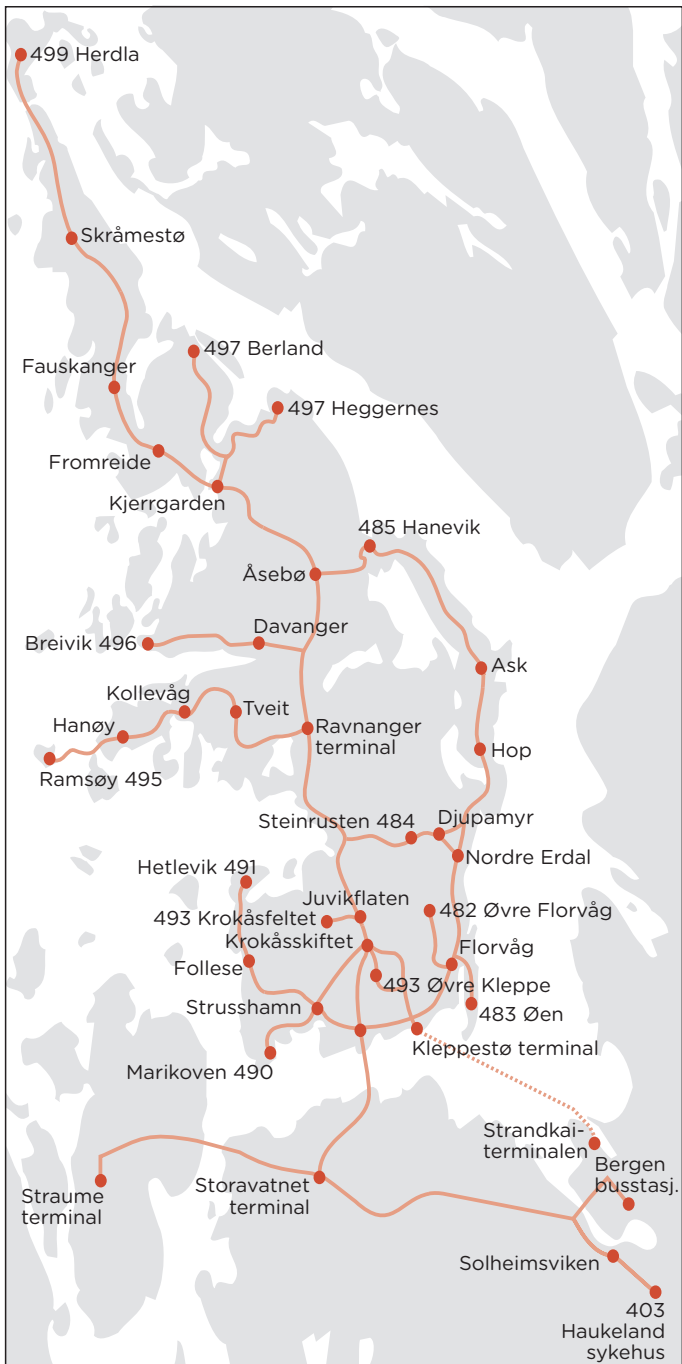 499 Herdla
Skråmestø
497 Berland
Fauskanger
497 Heggernes
Fromreide
Kjerrgarden
485 Hanevik
Åsebø
Davanger
Breivik 496
Ask
Kollevåg
Tveit
Hanøy
Ravnanger
terminal
Hop
Ramsøy 495
Steinrusten 484
Djupamyr
Nordre Erdal
Hetlevik 491
Juvikflaten
493 Krokåsfeltet
482 Øvre Florvåg
Krokåsskiftet
Florvåg
Follese
493 Øvre Kleppe
Strusshamn
483 Øen
Kleppestø terminal
Marikoven 490
Strandkai-
terminalen
Bergen
busstasj.
Straume
terminal
Storavatnet
terminal
Solheimsviken
403
Haukeland
sykehus